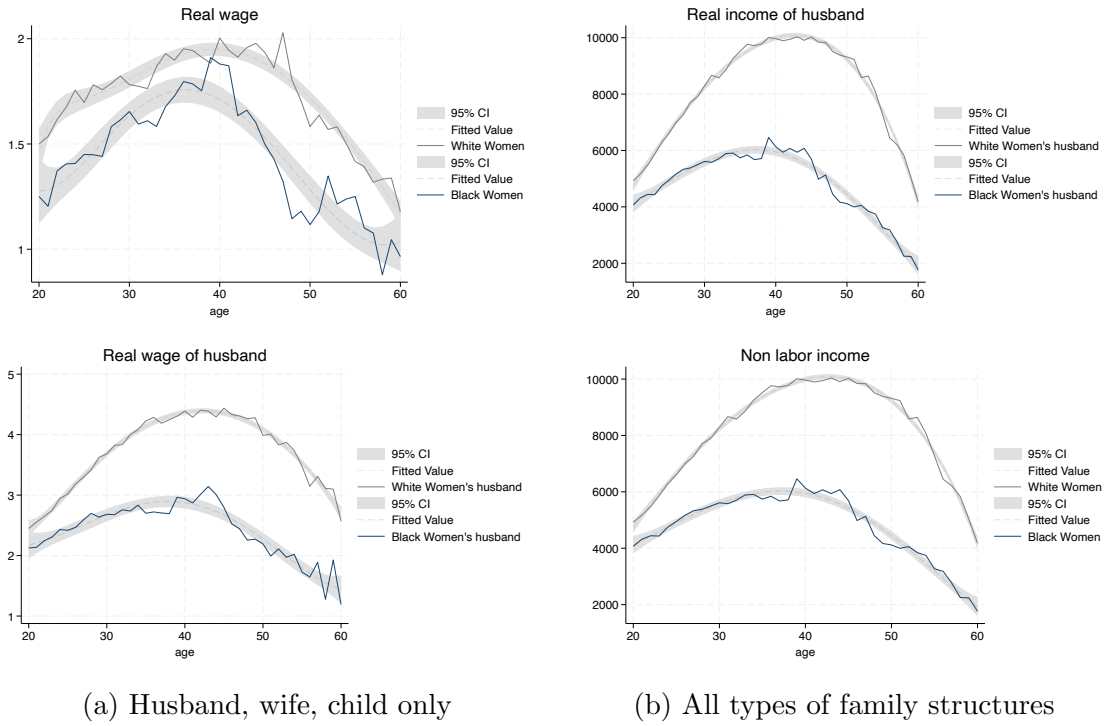 Real wage
2
1.5
1
20 30 40 50 60
age
95% CI
Fitted Value
White Women
95% CI
Fitted Value
Black Women
Real income of husband
10000
8000
6000
4000
2000
20 30 40 50 60
age
95% CI
Fitted Value
White Women's husband
95% CI
Fitted Value
Black Women's husband
Real wage of husband
5
4
3
2
1
20 30 40 50 60
age
95% CI
Fitted Value
White Women's husband
95% CI
Fitted Value
Black Women's husband
Non labor income
10000
8000
6000
4000
2000
20 30 40 50 60
age
95% CI
Fitted Value
White Women
95% CI
Fitted Value
Black Women
(a) Husband, wife, child only
(b) All types of family structures